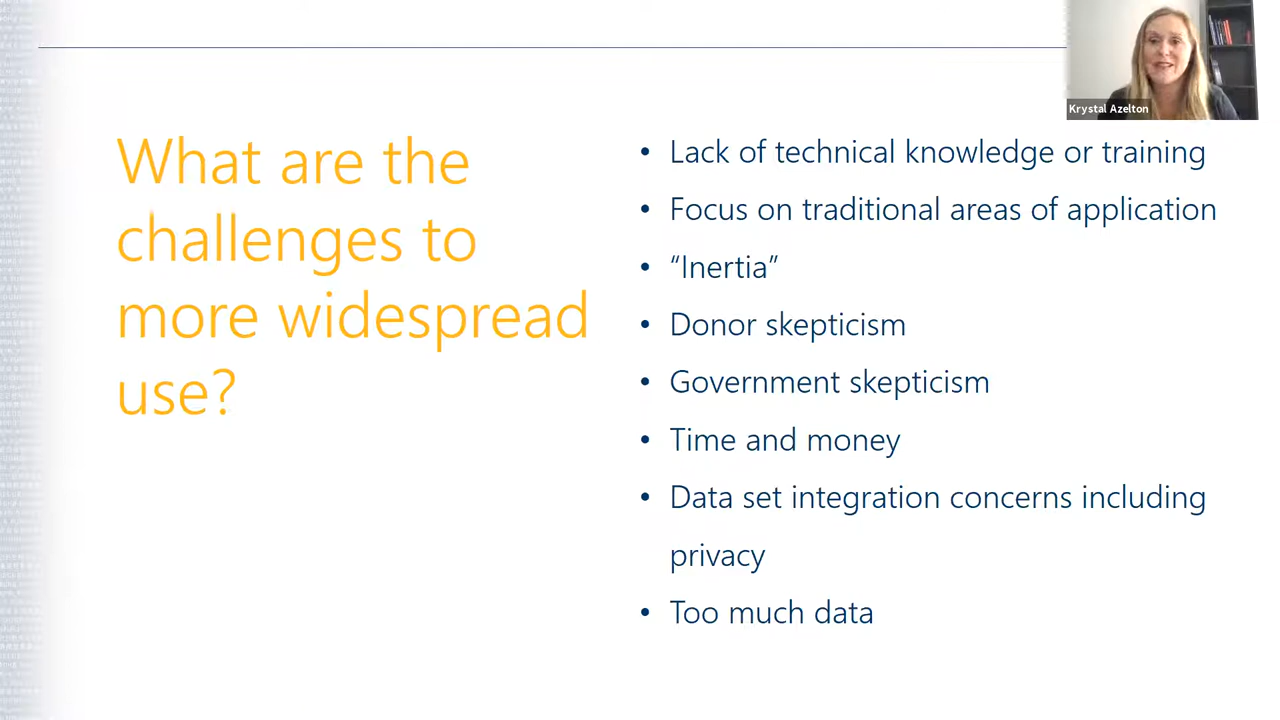 Krystal Azelton
What are the
challenges to
more widespread
use?
• Lack of technical knowledge or training
• Focus on traditional areas of application
• “Inertia”
• Donor skepticism
• Government skepticism
• Time and money
• Data set integration concerns including
privacy
• Too much data